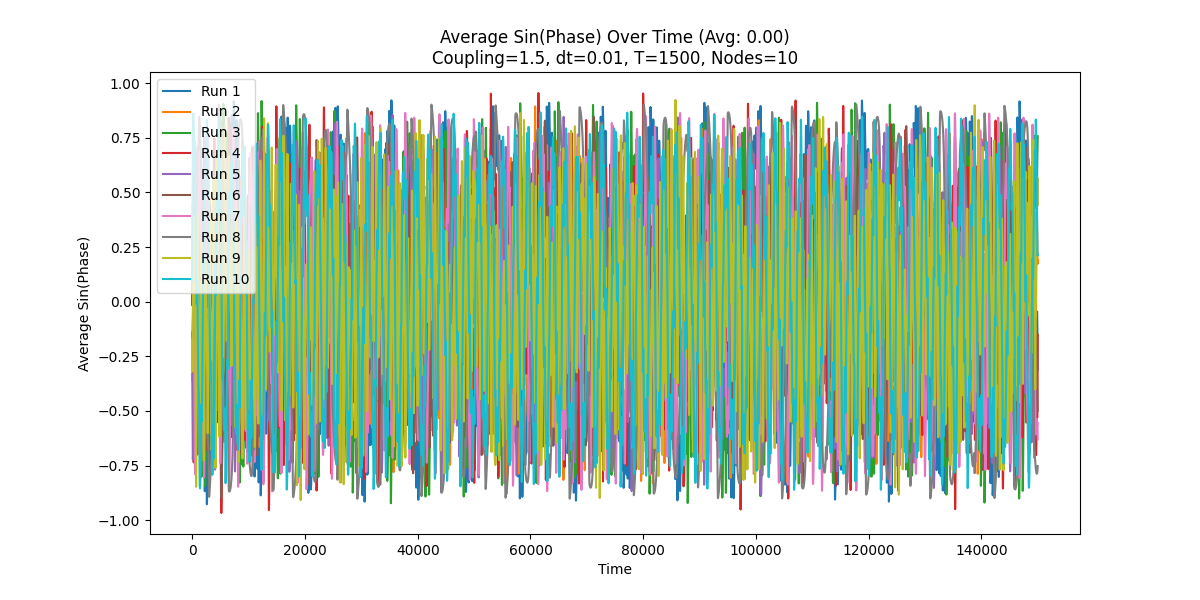 Average Sin(Phase) Over Time (Avg: 0.00)
Coupling=1.5, dt=0.01, T=1500, Nodes=10
1.00
0.75
0.50
0.25
0.00
−0.25
−0.50
−0.75
−1.00
Average Sin(Phase)
Run 1
Run 2
Run 3
Run 4
Run 5
Run 6
Run 7
Run 8
Run 9
Run 10
0
20000
40000
60000
80000
100000
120000
140000
Time